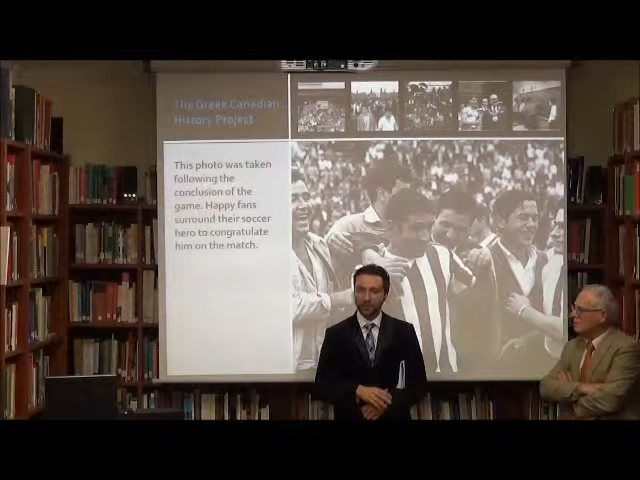 The Greek Canadian
History Project
This photo was taken
following the
conclusion of the
game. Happy fans
surround their soccer
hero to congratulate
him on the match.